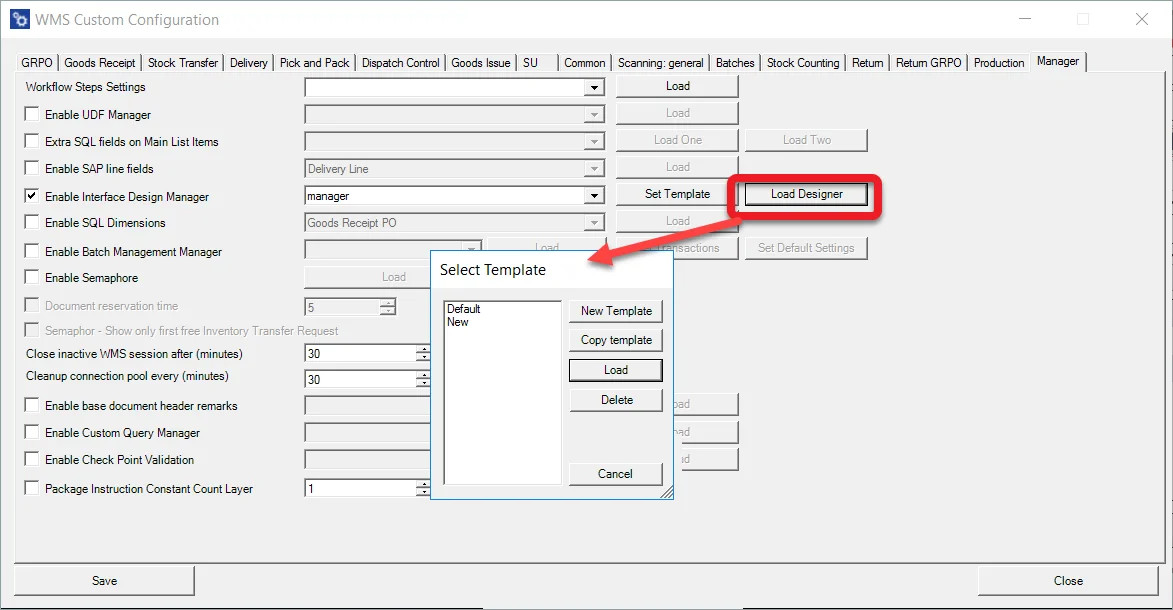 WMS Custom Configuration
GRPO Goods Receipt Stock Transfer Delivery Pick and Pack Dispatch Control Goods Issue SU Common Scanning: general Batches Stock Counting Return Return GRPO Production Manager
Workflow Steps Settings Load
Enable UDF Manager Load
Extra SQL fields on Main List Items Load One Load Two
Enable SAP line fields Delivery Line Load
Enable Interface Design Manager manager Set Template Load Designer
Enable SQL Dimensions Goods Receipt PO Load
Enable Batch Management Manager Load Transactions Set Default Settings
Enable Semaphore Load
Document reservation time 5
Semaphor - Show only first free Inventory Transfer Request
Close inactive WMS session after (minutes) 30
Cleanup connection pool every (minutes) 30
Enable base document header remarks
Enable Custom Query Manager
Enable Check Point Validation
Package Instruction Constant Count Layer 1
Select Template
Default
New
New Template
Copy template
Load
Delete
Cancel
Save Close